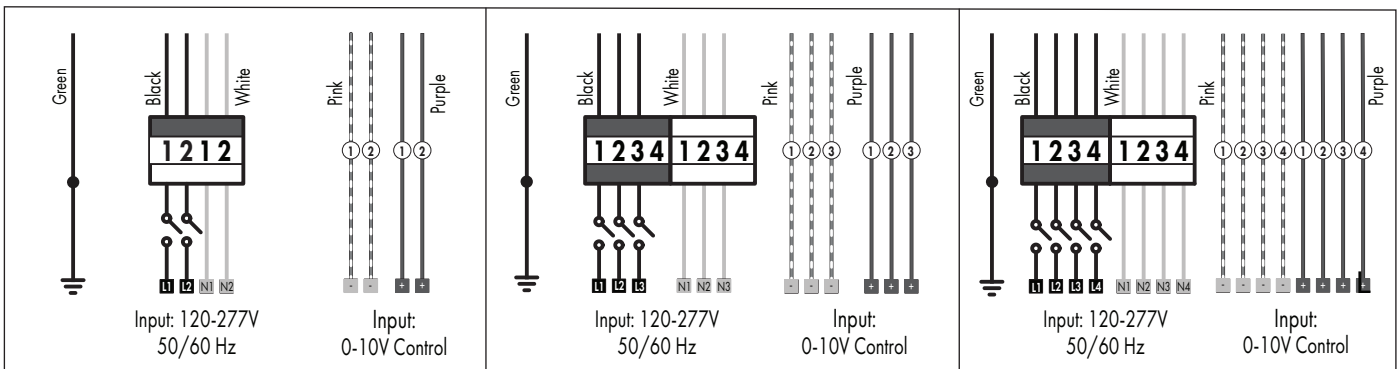 Green
Black
White
Pink
Purple
1 2 1 2
1 2 1 2
L1 L2 N1 N2
- - + +
Input: 120-277V
50/60 Hz
Input:
0-10V Control
Green
Black
White
Pink
Purple
1 2 3 4 1 2 3 4
1 2 3 1 2 3
L1 L2 L3 N1 N2 N3
- - - + + +
Input: 120-277V
50/60 Hz
Input:
0-10V Control
Green
Black
White
Pink
Purple
1 2 3 4 1 2 3 4
1 2 3 4 1 2 3 4
L1 L2 L3 L4 N1 N2 N3 N4
- - - - + + + +
Input: 120-277V
50/60 Hz
Input:
0-10V Control